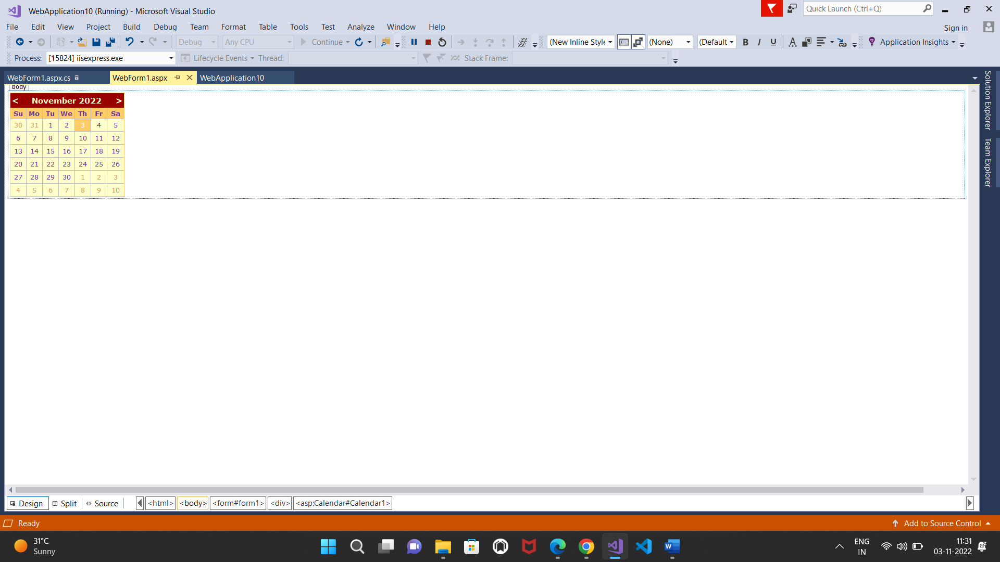 WebApplication10 (Running) - Microsoft Visual Studio
Quick Launch (Ctrl+Q)
File Edit View Project Build Debug Team Format Table Tools Test Analyze Window Help
Sign in
Debug Any CPU Continue (New Inline Style (None) (Default B I U A Application Insights
Process: [15824] iisexpress.exe Lifecycle Events Thread: Stack Frame:
WebForm1.aspx.cs WebForm1.aspx WebApplication10
body
< November 2022 >
Su Mo Tu We Th Fr Sa
30 31 1 2 3 4 5
6 7 8 9 10 11 12
13 14 15 16 17 18 19
20 21 22 23 24 25 26
27 28 29 30 1 2 3
4 5 6 7 8 9 10
Solution Explorer
Team Explorer
Design Split Source <html> <body> <form#form1> <div> <asp:Calendar#Calendar1>
Ready
Add to Source Control
31°C
Sunny
ENG
IN
11:31
03-11-2022